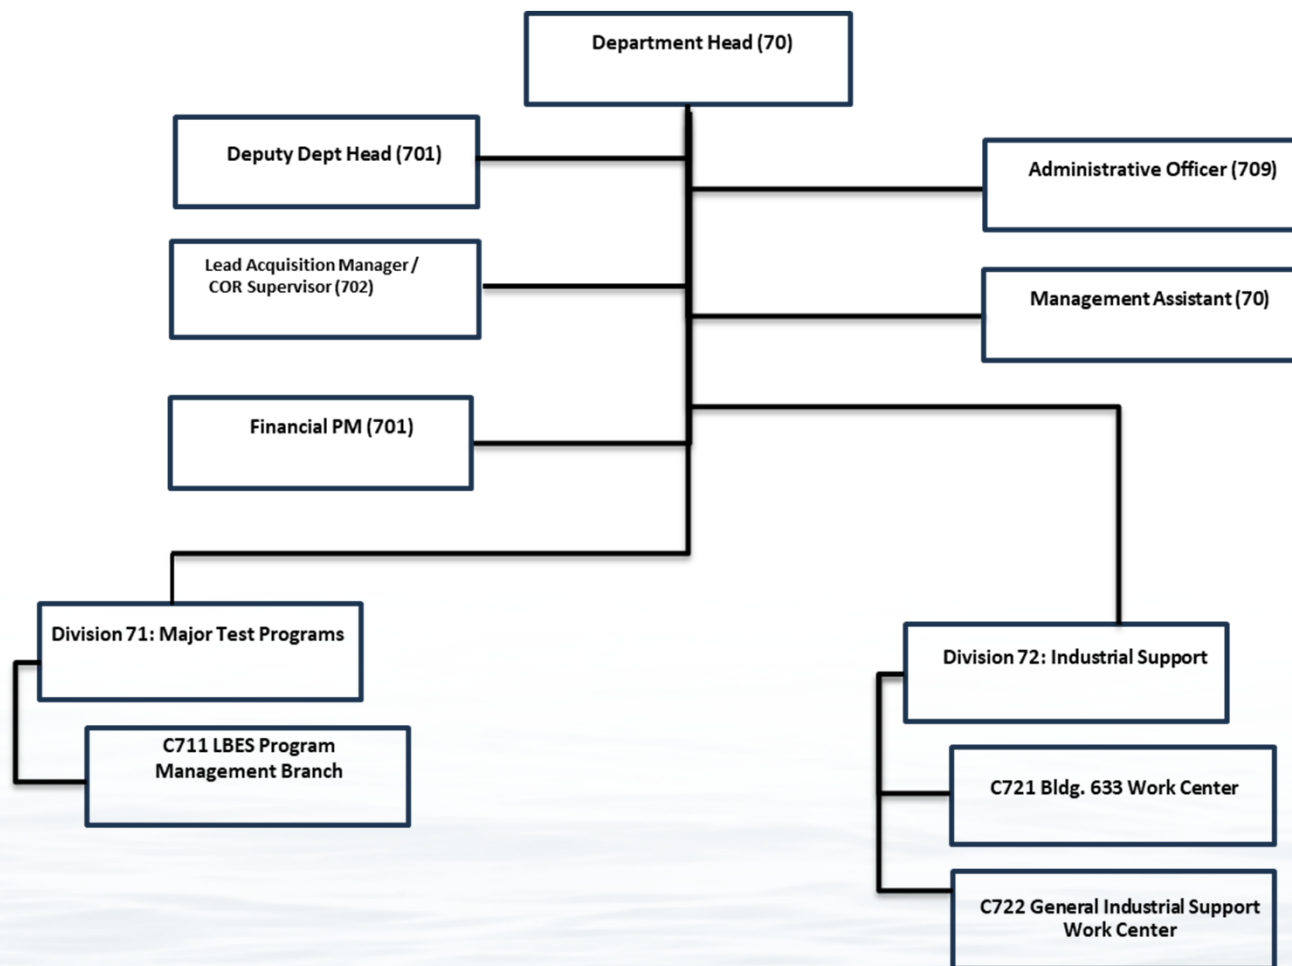 Department Head (70)
Deputy Dept Head (701)
Administrative Officer (709)
Lead Acquisition Manager /
COR Supervisor (702)
Management Assistant (70)
Financial PM (701)
Division 71: Major Test Programs
Division 72: Industrial Support
C711 LBES Program
Management Branch
C721 Bldg. 633 Work Center
C722 General Industrial Support
Work Center